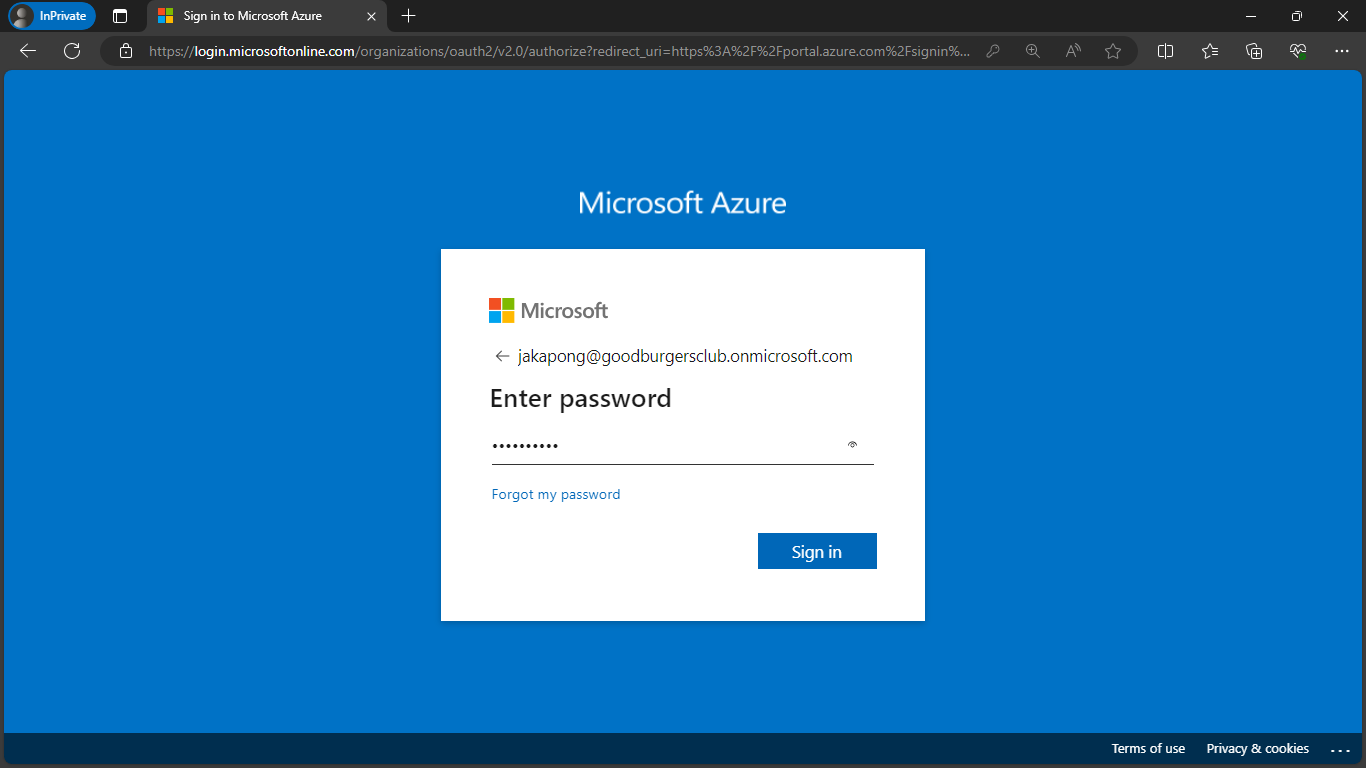 InPrivate
Sign in to Microsoft Azure
https://login.microsoftonline.com/organizations/oauth2/v2.0/authorize?redirect_uri=https%3A%2F%2Fportal.azure.com%2Fsignin%...
Microsoft Azure
Microsoft
jakapong@goodburgersclub.onmicrosoft.com
Enter password
••••••••••
Forgot my password
Sign in
Terms of use Privacy & cookies ...